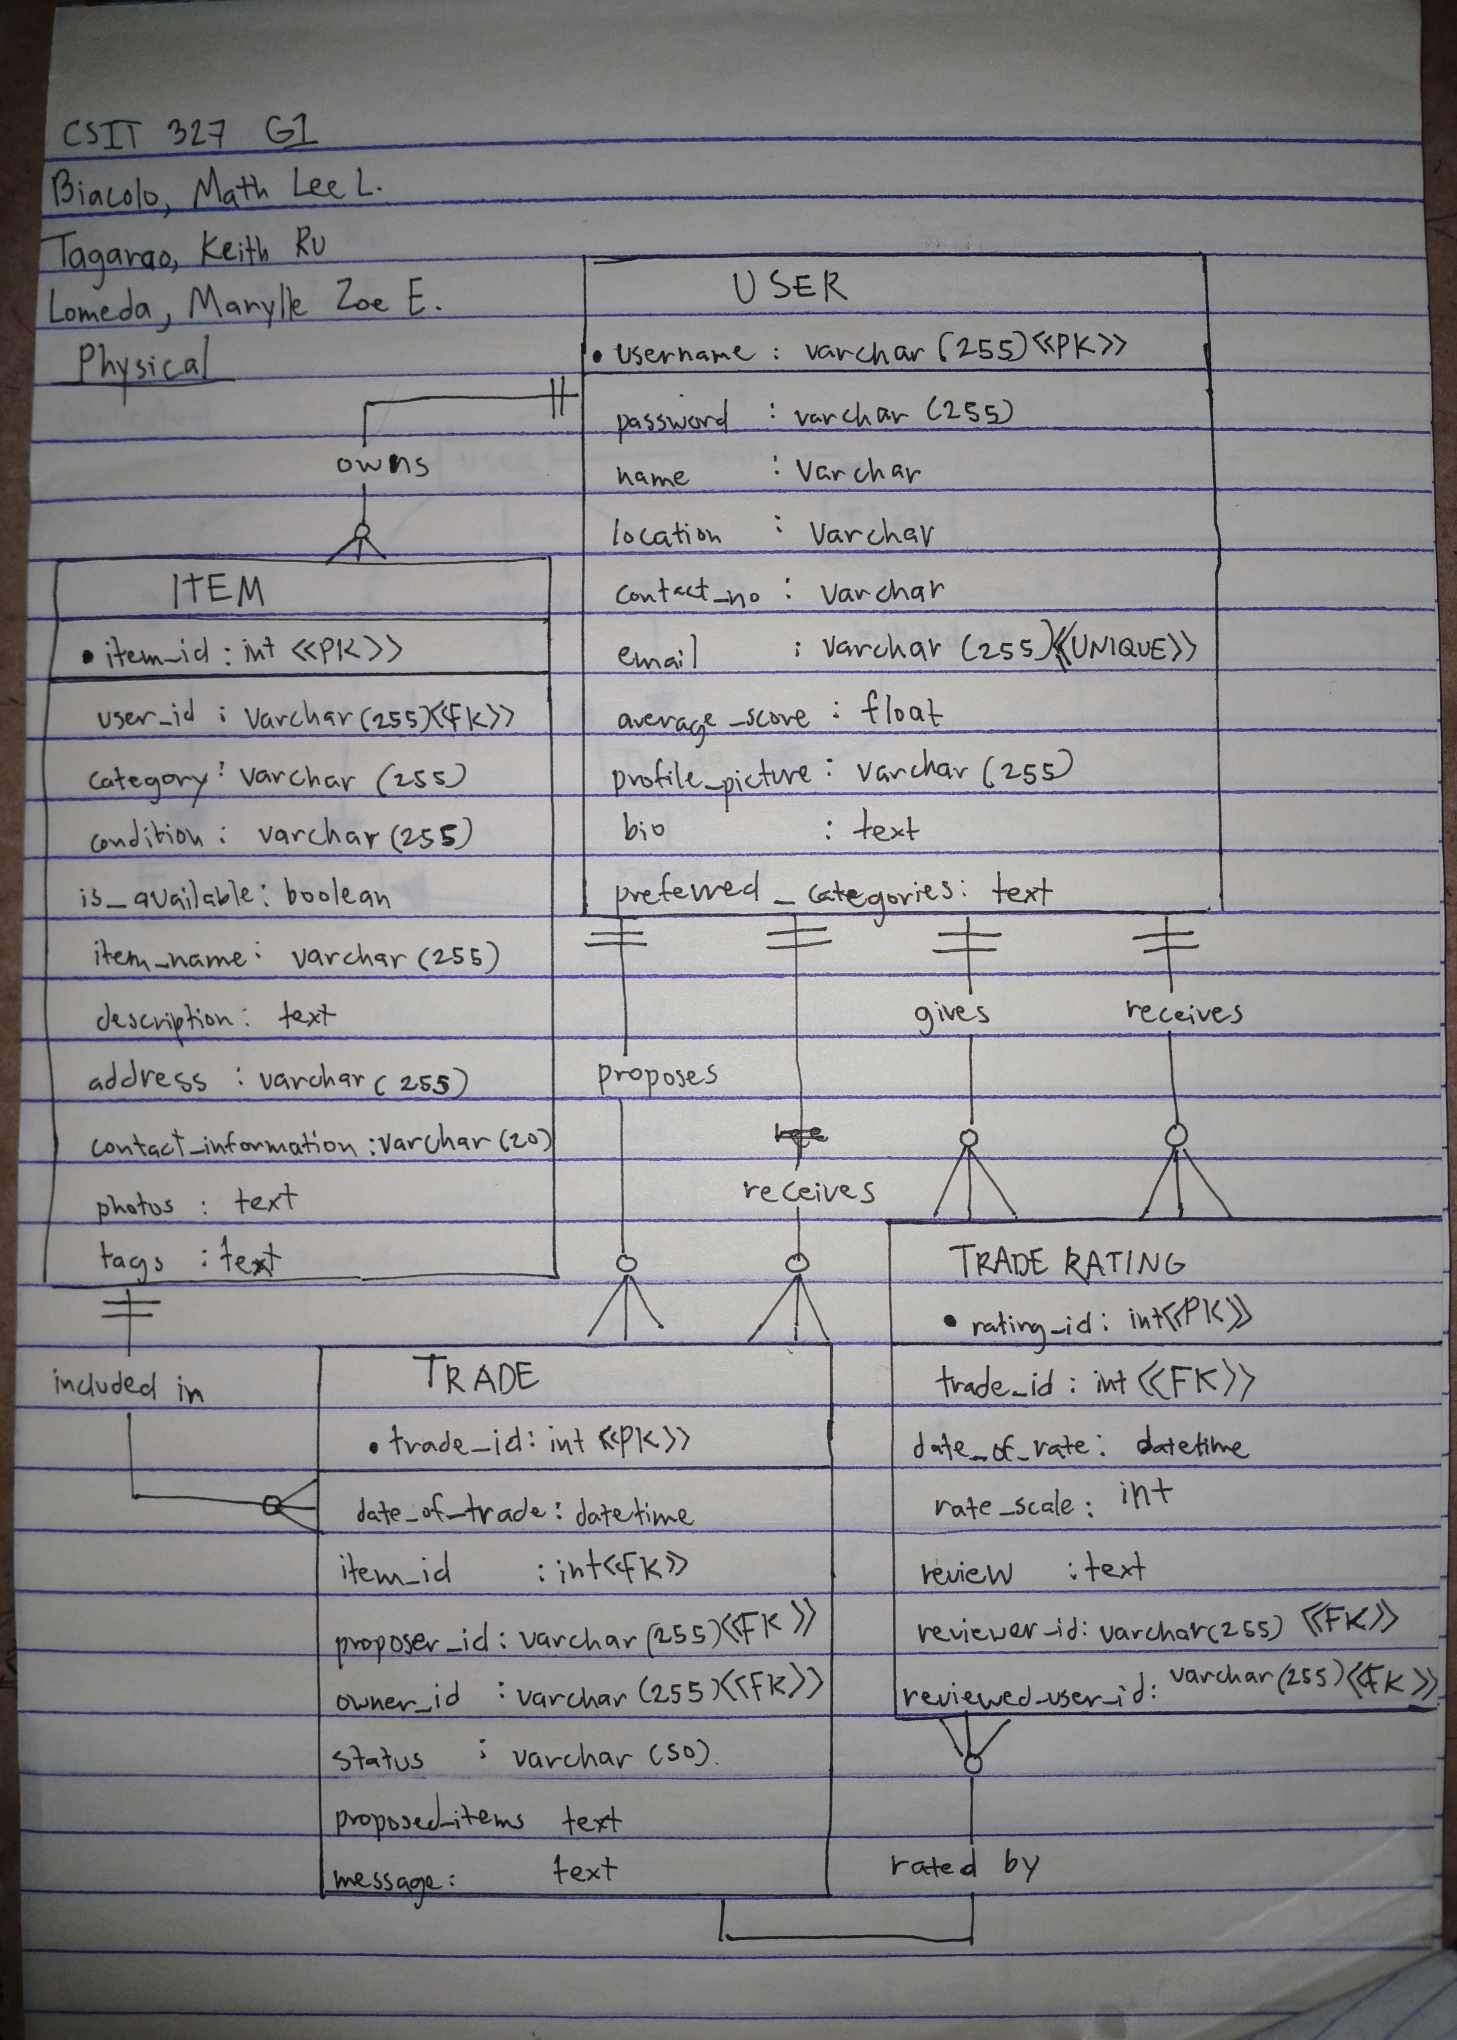 CSIT 327 G1
Biacolo, Math Lee L.
Tagarao, Keith Ru
Lomeda, Marylle Zoe E.
Physical
USER
• username : varchar (255) <<PK>>
password : varchar (255)
name : Varchar
location : Varchar
contact_no : varchar
email : varchar (255) <<UNIQUE>>
average_score : float
profile_picture : varchar (255)
bio : text
preferred_categories : text
owns
ITEM
• item_id : int <<PK>>
user_id : Varchar (255) <<FK>>
category : varchar (255)
condition : varchar (255)
is_available : boolean
item_name : varchar (255)
description : text
address : varchar (255)
contact_information : varchar (20)
photos : text
tags : text
proposes
receives
gives
receives
included in
TRADE
• trade_id : int <<PK>>
date_of_trade : datetime
item_id : int <<FK>>
proposer_id : varchar (255) <<FK>>
owner_id : varchar (255) <<FK>>
status : varchar (50).
proposed_items text
message : text
TRADE RATING
• rating_id : int <<PK>>
trade_id : int <<FK>>
date_of_rate : datetime
rate_scale : int
review : text
reviewer_id : varchar (255) <<FK>>
reviewed_user_id : varchar (255) <<FK>>
rated by